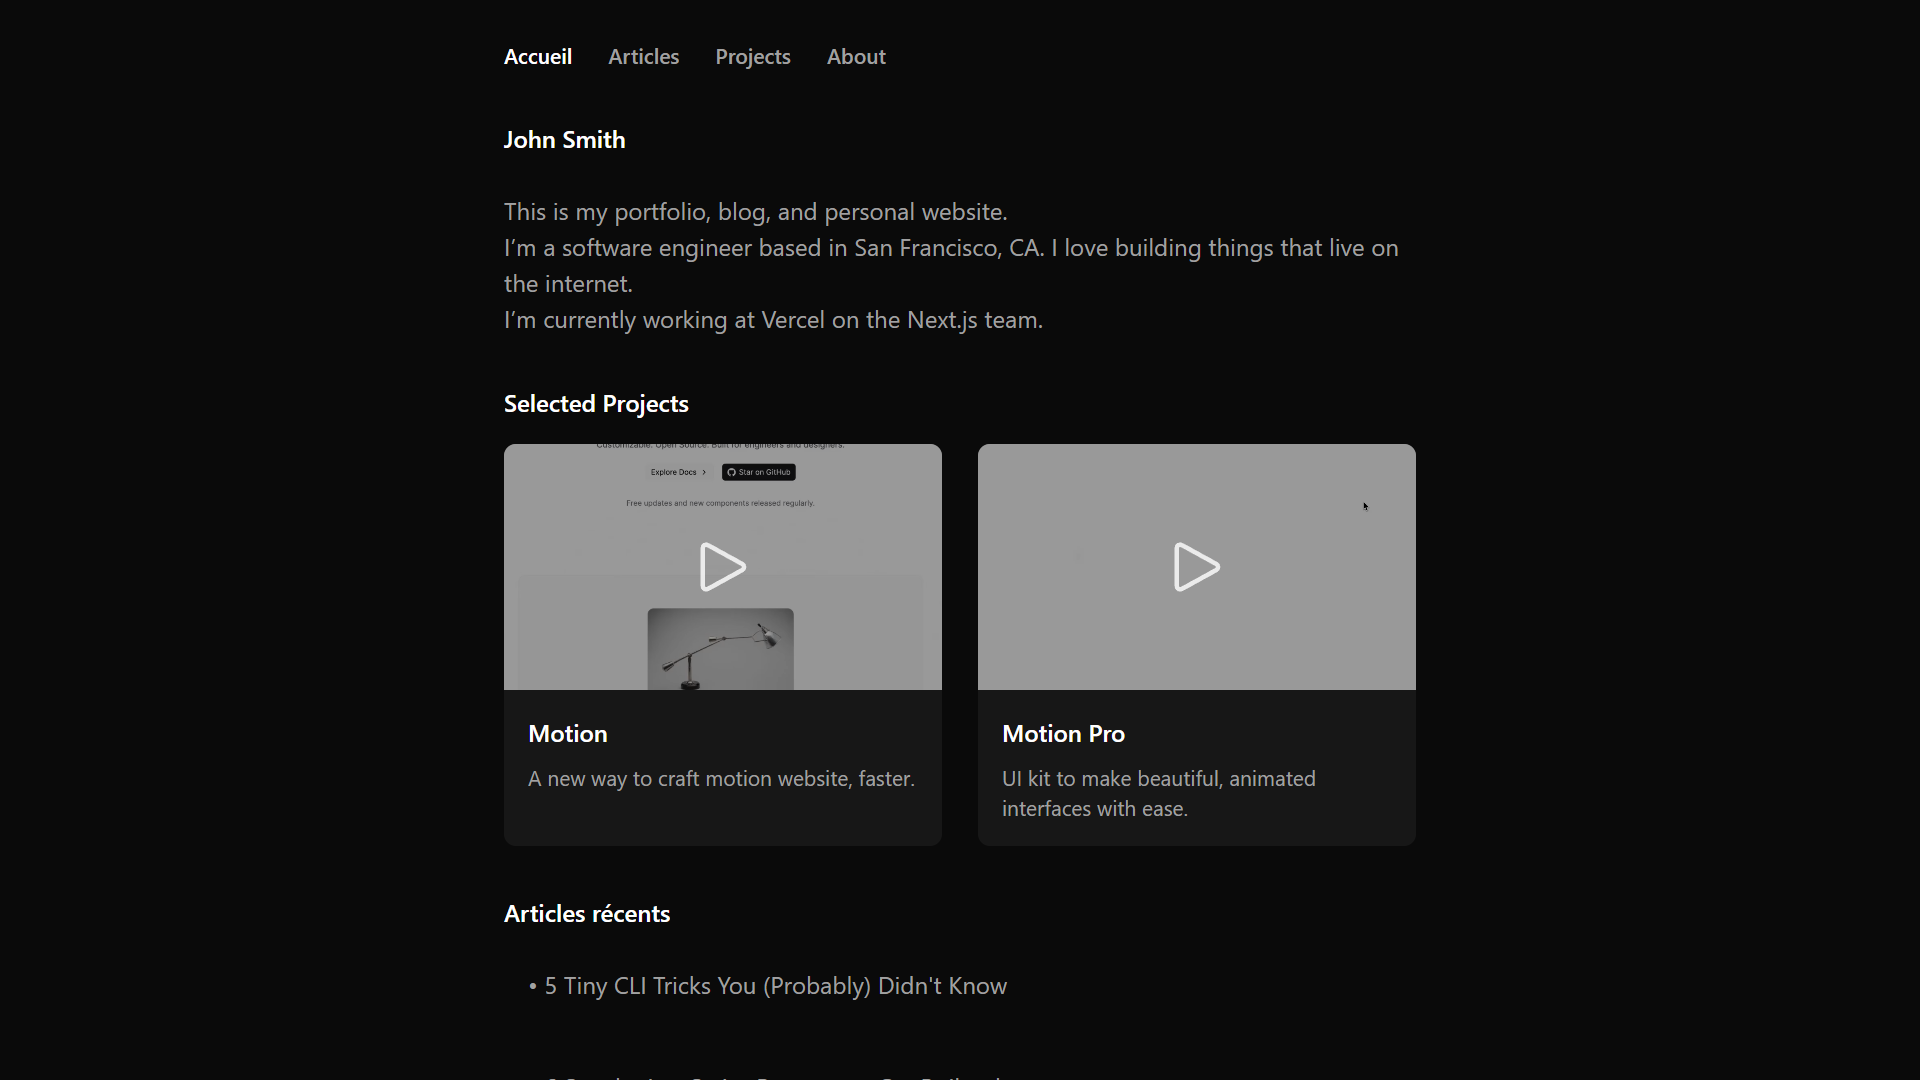 Accueil Articles Projects About
John Smith
This is my portfolio, blog, and personal website.
I’m a software engineer based in San Francisco, CA. I love building things that live on
the internet.
I’m currently working at Vercel on the Next.js team.
Selected Projects
Customizable. Open Source. Built for engineers and designers.
Explore Docs > Star on GitHub
Free updates and new components released regularly.
Motion
A new way to craft motion website, faster.
Motion Pro
UI kit to make beautiful, animated
interfaces with ease.
Articles récents
• 5 Tiny CLI Tricks You (Probably) Didn't Know